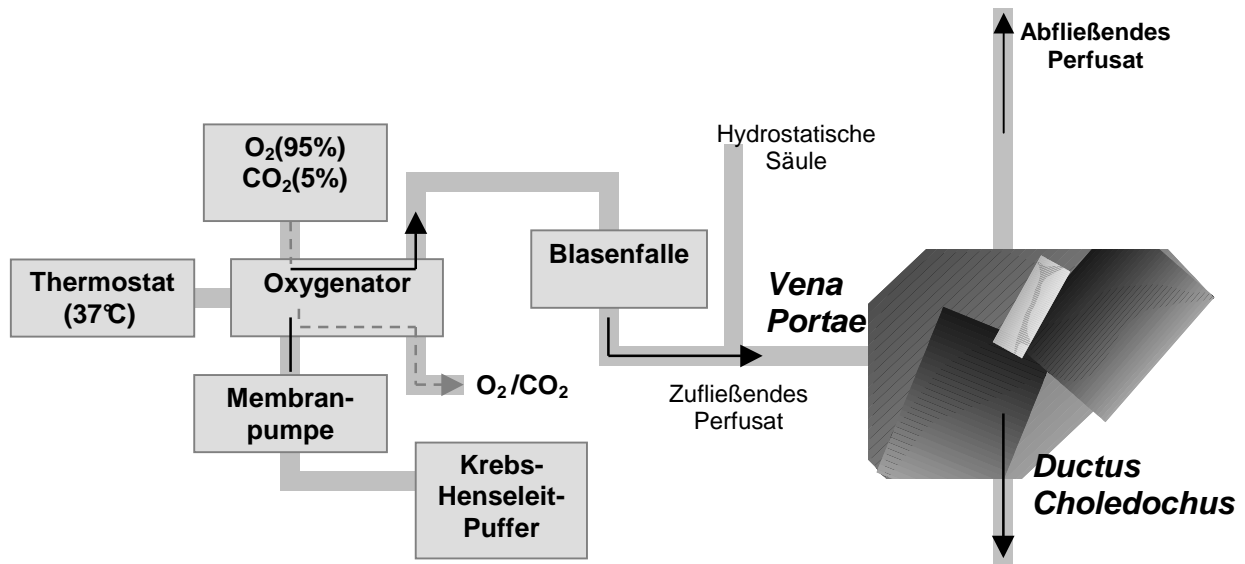 Abfließendes
Perfusat
Hydrostatische
Säule
O₂(95%)
CO₂(5%)
Blasenfalle
Thermostat
(37°C)
Oxygenator
Vena
Portae
O₂/CO₂
Zufließendes
Perfusat
Membran-
pumpe
Krebs-
Henseleit-
Puffer
Ductus
Choledochus